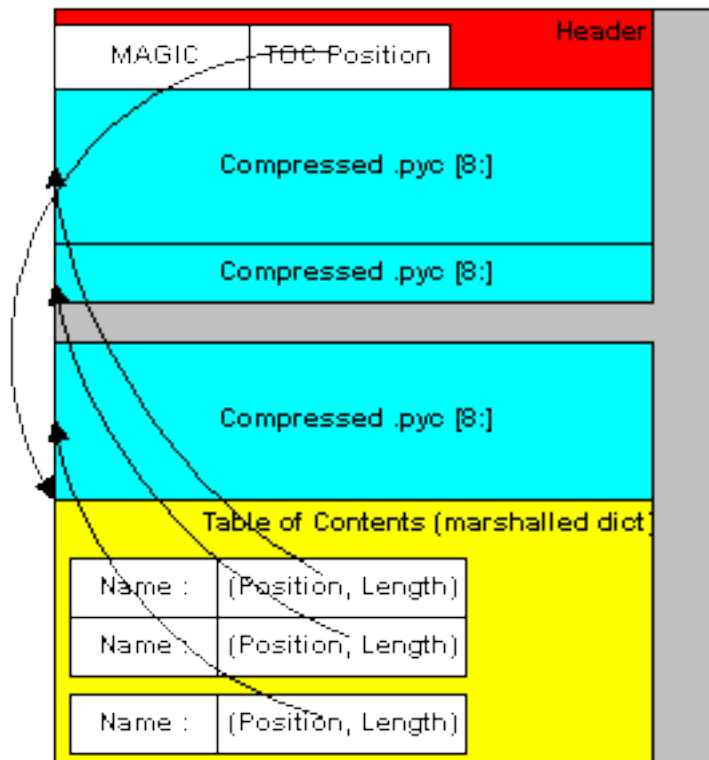 Header
MAGIC TOC Position
Compressed .pyc [8:]
Compressed .pyc [8:]
Compressed .pyc [8:]
Table of Contents (marshalled dict)
Name : (Position, Length)
Name : (Position, Length)
Name : (Position, Length)